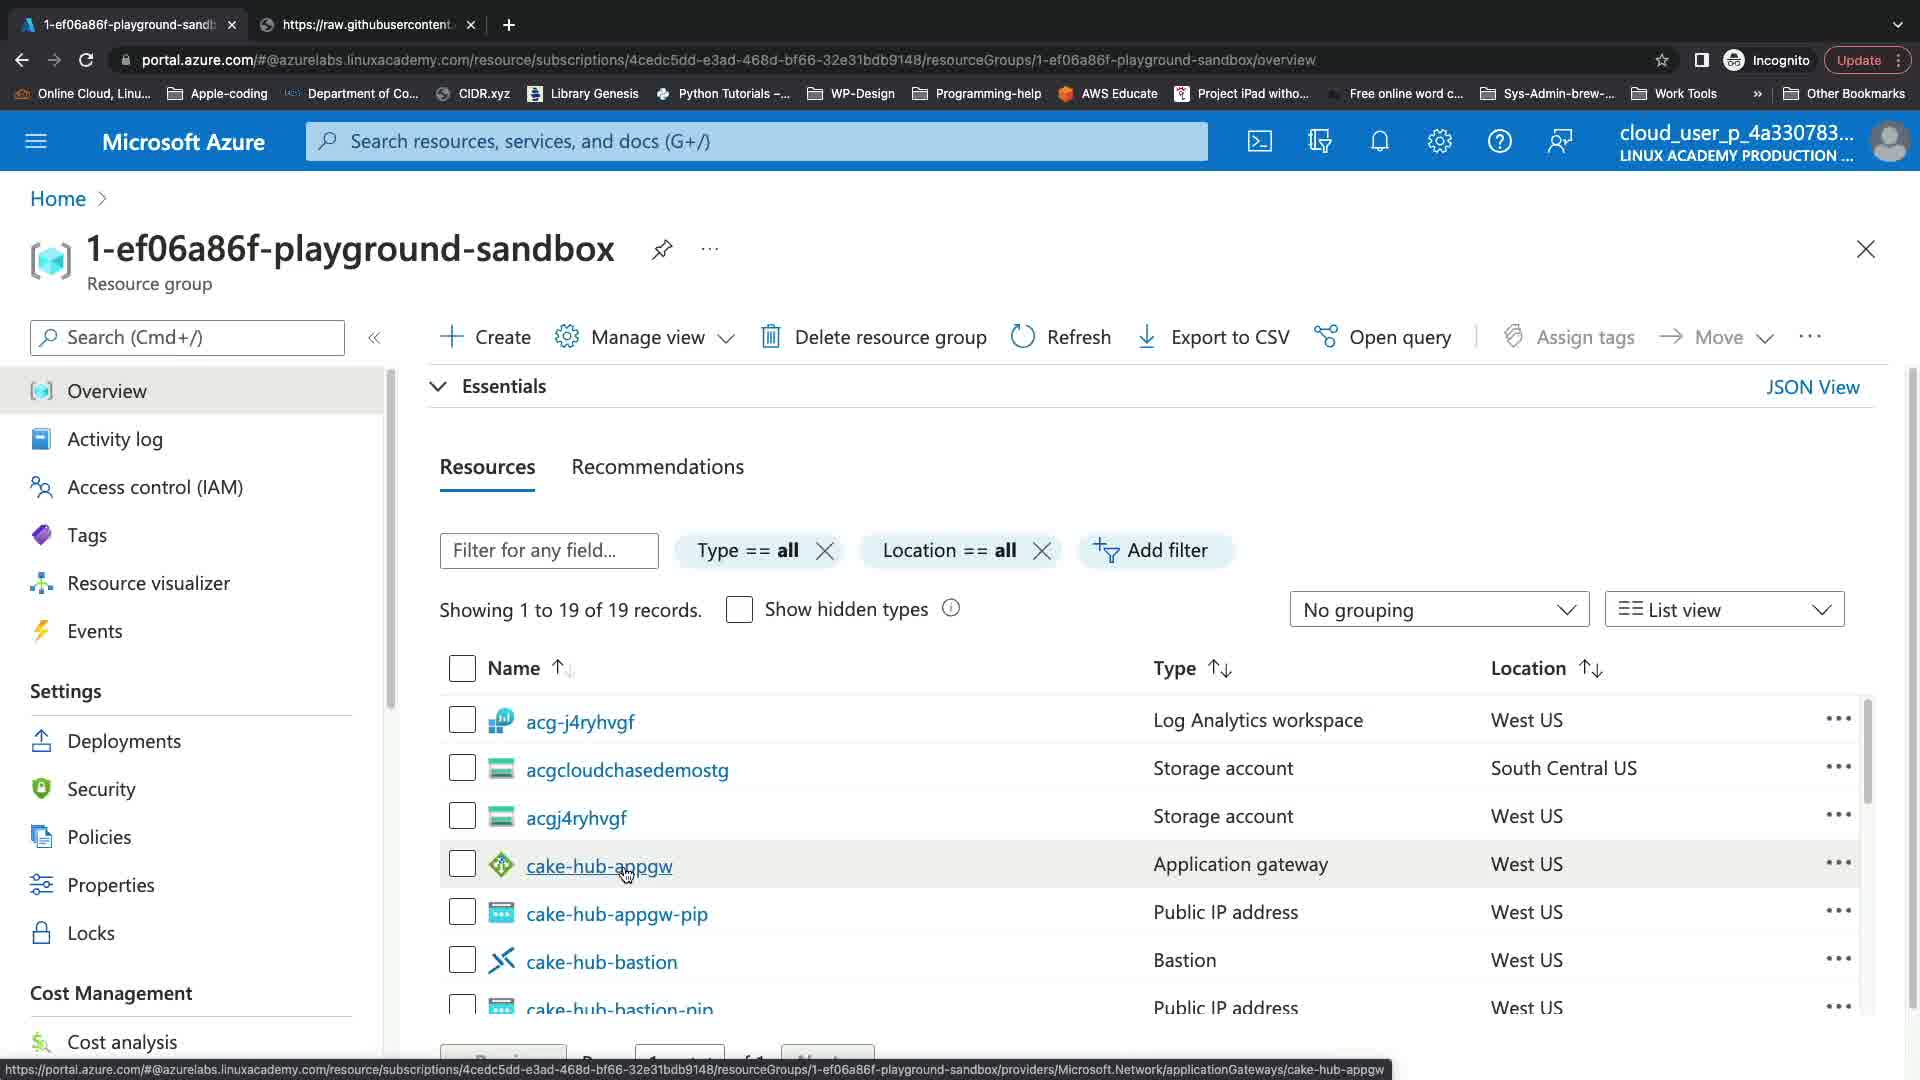 1-ef06a86f-playground-sandb
https://raw.githubusercontent.
portal.azure.com/#@azurelabs.linuxacademy.com/resource/subscriptions/4cedc5dd-e3ad-468d-bf66-32e31bdb9148/resourceGroups/1-ef06a86f-playground-sandbox/overview
Incognito
Update
Online Cloud, Linu...
Apple-coding
Department of Co...
CIDR.xyz
Library Genesis
Python Tutorials –...
WP-Design
Programming-help
AWS Educate
Project iPad witho...
Free online word c...
Sys-Admin-brew-...
Work Tools
»
Other Bookmarks
Microsoft Azure
Search resources, services, and docs (G+/)
cloud_user_p_4a330783...
LINUX ACADEMY PRODUCTION ...
Home
1-ef06a86f-playground-sandbox
...
Resource group
Search (Cmd+/)
«
Create
Manage view
Delete resource group
Refresh
Export to CSV
Open query
Assign tags
Move
...
Overview
Activity log
Access control (IAM)
Tags
Resource visualizer
Events
Settings
Deployments
Security
Policies
Properties
Locks
Cost Management
Cost analysis
Essentials
JSON View
Resources
Recommendations
Filter for any field...
Type == all
Location == all
Add filter
Showing 1 to 19 of 19 records.
Show hidden types
No grouping
List view
Name
Type
Location
acg-j4ryhvgf
Log Analytics workspace
West US
acgcloudchasedemostg
Storage account
South Central US
acgj4ryhvgf
Storage account
West US
cake-hub-appgw
Application gateway
West US
cake-hub-appgw-pip
Public IP address
West US
cake-hub-bastion
Bastion
West US
cake-hub-bastion-pip
Public IP address
West US
https://portal.azure.com/#@azurelabs.linuxacademy.com/resource/subscriptions/4cedc5dd-e3ad-468d-bf66-32e31bdb9148/resourceGroups/1-ef06a86f-playground-sandbox/providers/Microsoft.Network/applicationGateways/cake-hub-appgw